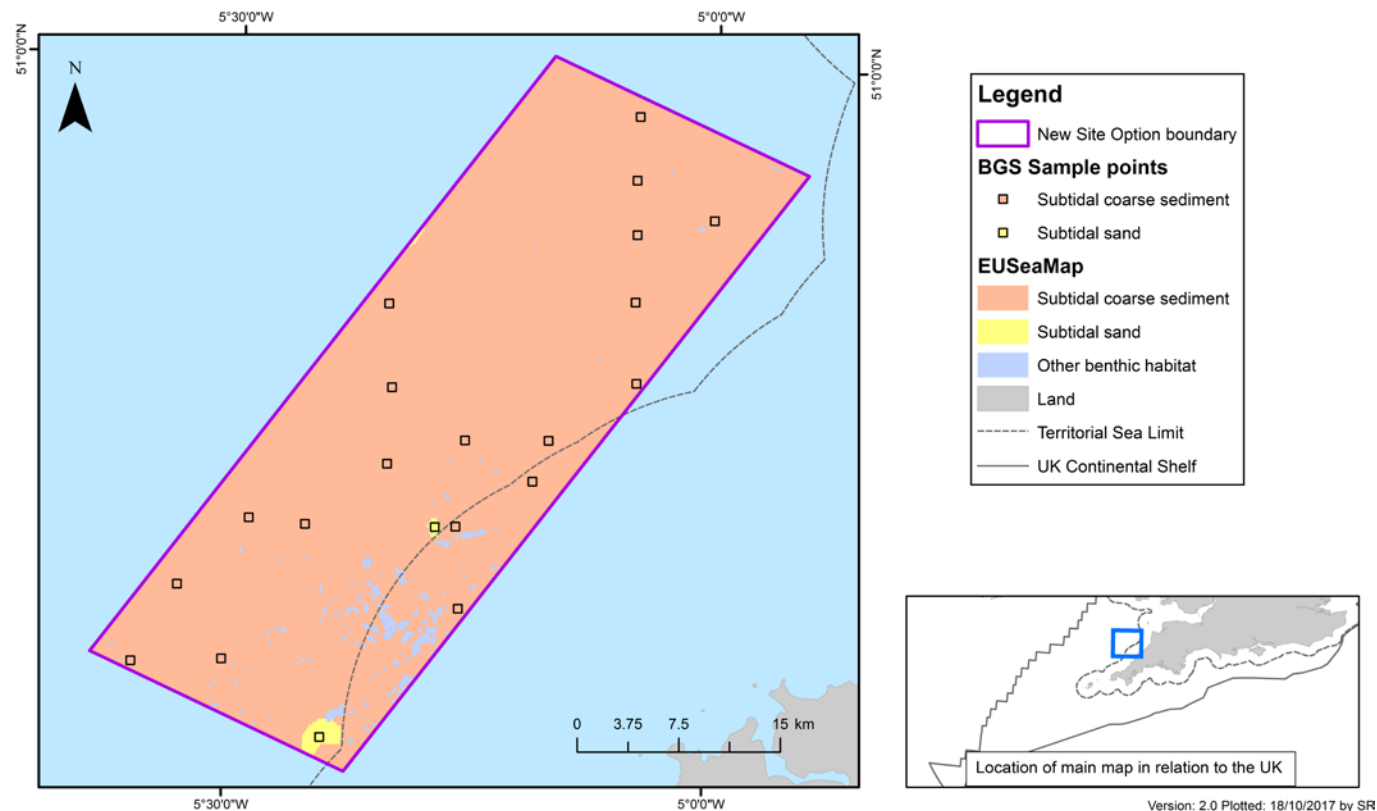 5°30'0"W
5°0'0"W
51°0'0"N
51°0'0"N
N
Legend
New Site Option boundary
BGS Sample points
Subtidal coarse sediment
Subtidal sand
EUSeaMap
Subtidal coarse sediment
Subtidal sand
Other benthic habitat
Land
Territorial Sea Limit
UK Continental Shelf
0 3.75 7.5 15 km
Location of main map in relation to the UK
5°30'0"W
5°0'0"W
Version: 2.0 Plotted: 18/10/2017 by SR